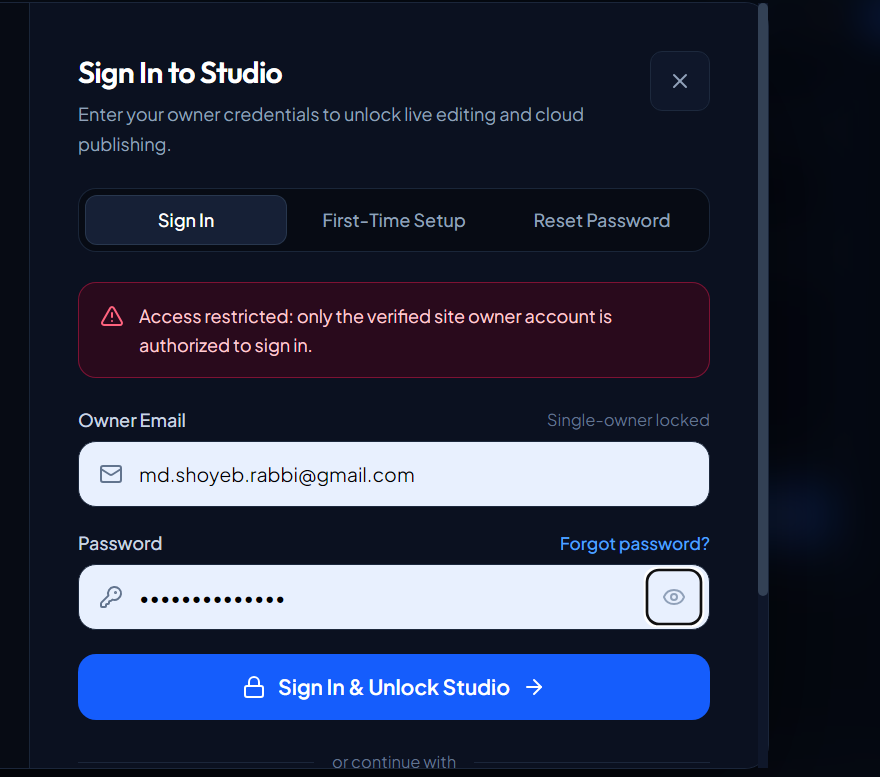 Sign In to Studio
Enter your owner credentials to unlock live editing and cloud
publishing.
Sign In
First-Time Setup
Reset Password
Access restricted: only the verified site owner account is
authorized to sign in.
Owner Email
Single-owner locked
md.shoyeb.rabbi@gmail.com
Password
Forgot password?
••••••••••••••
Sign In & Unlock Studio →
or continue with